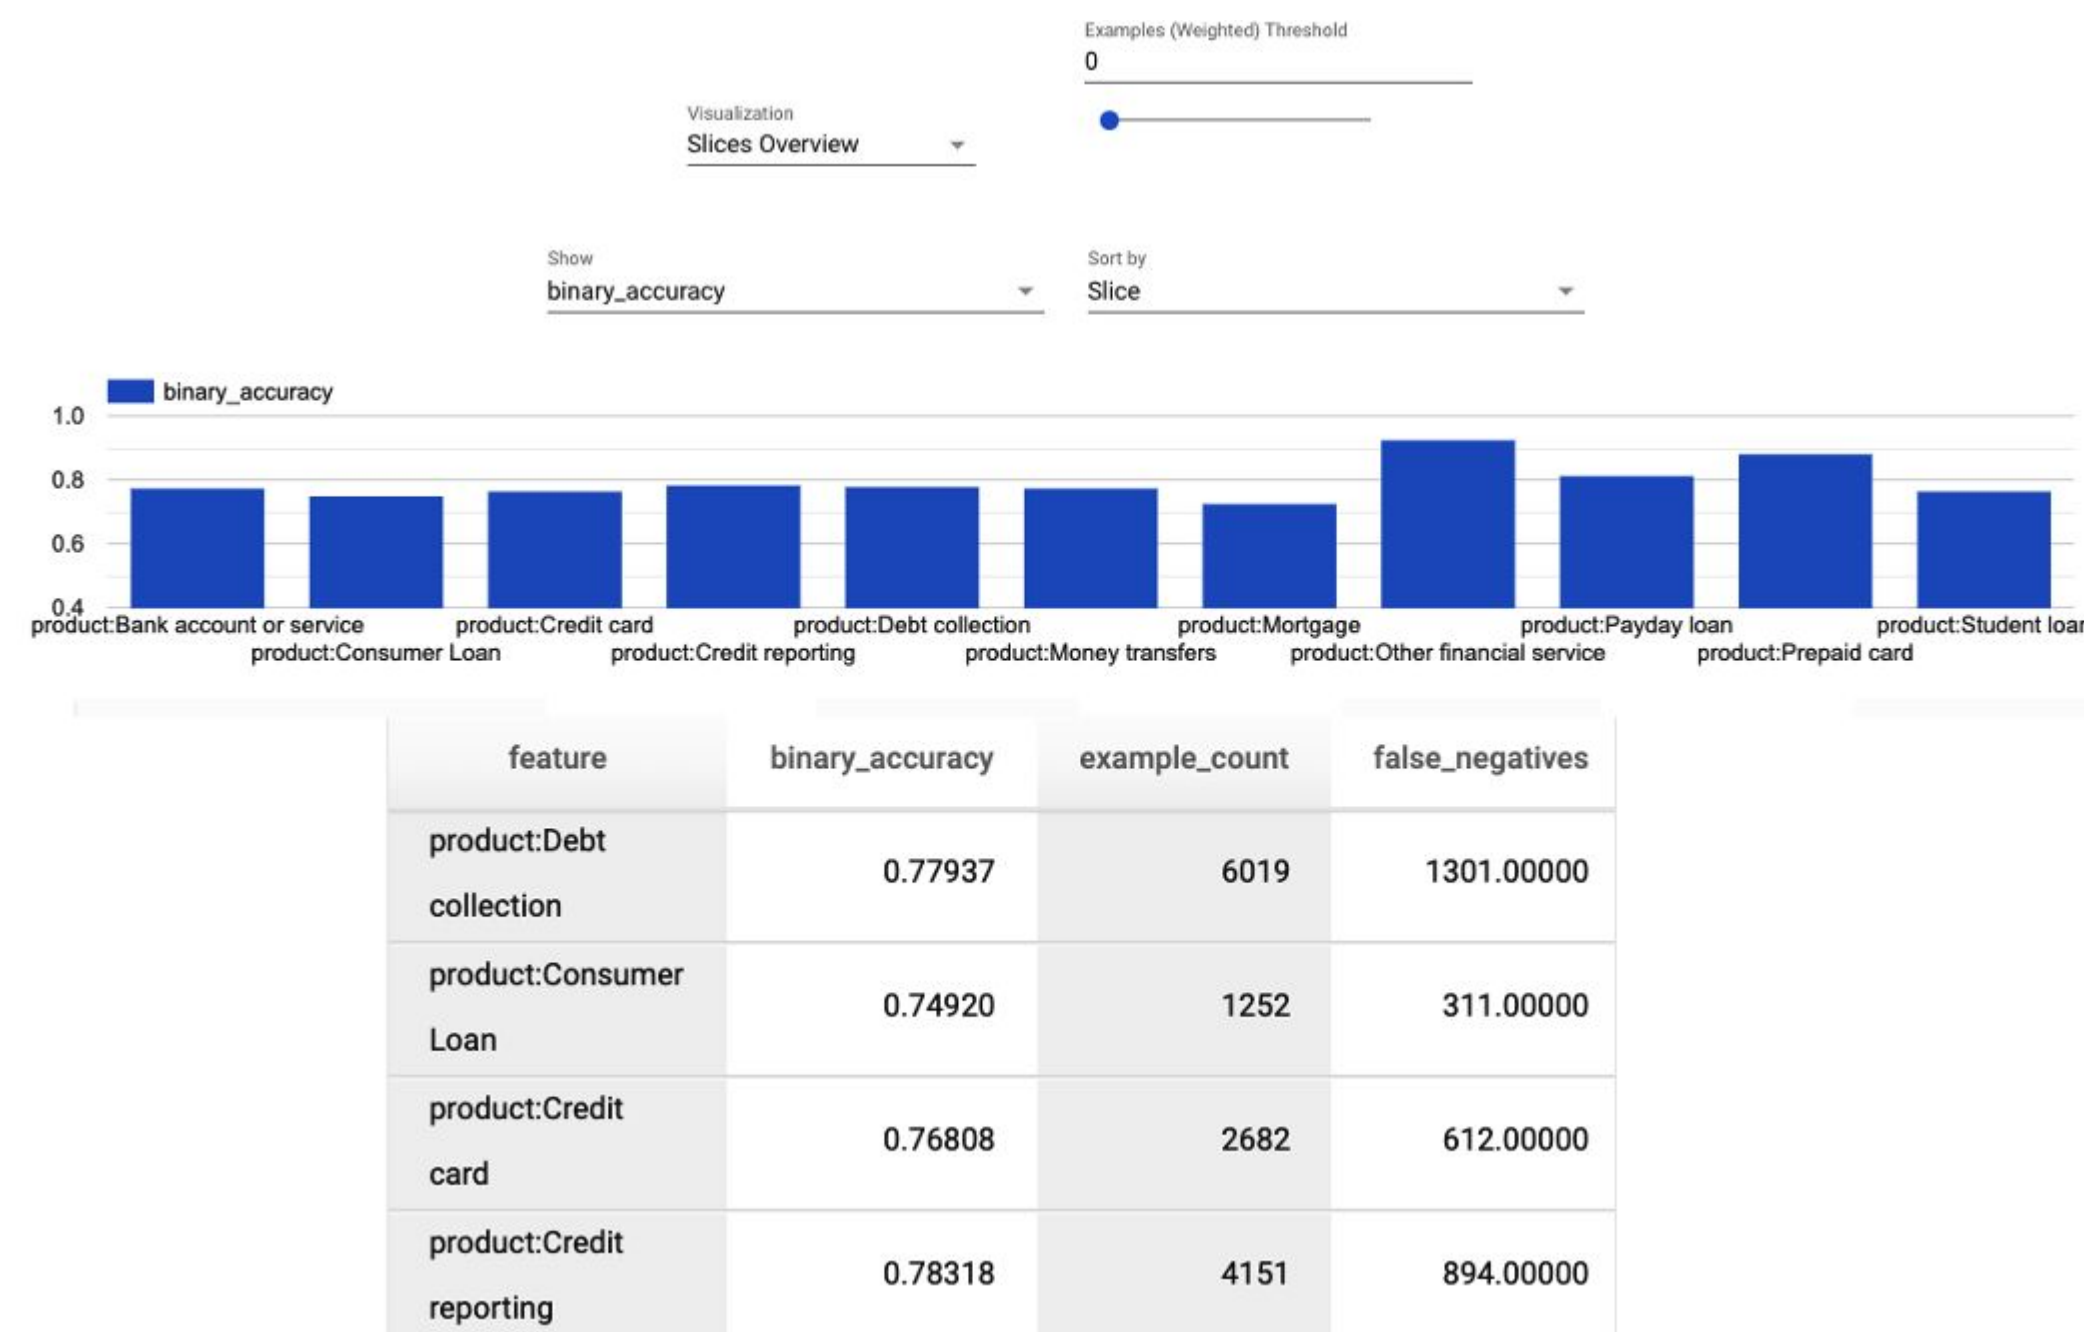 Examples (Weighted) Threshold
0
Visualization
Slices Overview
Show
binary_accuracy
Sort by
Slice
binary_accuracy
1.0
0.8
0.6
0.4
product:Bank account or service
product:Consumer Loan
product:Credit card
product:Credit reporting
product:Debt collection
product:Money transfers
product:Mortgage
product:Other financial service
product:Payday loan
product:Prepaid card
product:Student loan
feature binary_accuracy example_count false_negatives
product:Debt
collection
0.77937 6019 1301.00000
product:Consumer
Loan
0.74920 1252 311.00000
product:Credit
card
0.76808 2682 612.00000
product:Credit
reporting
0.78318 4151 894.00000